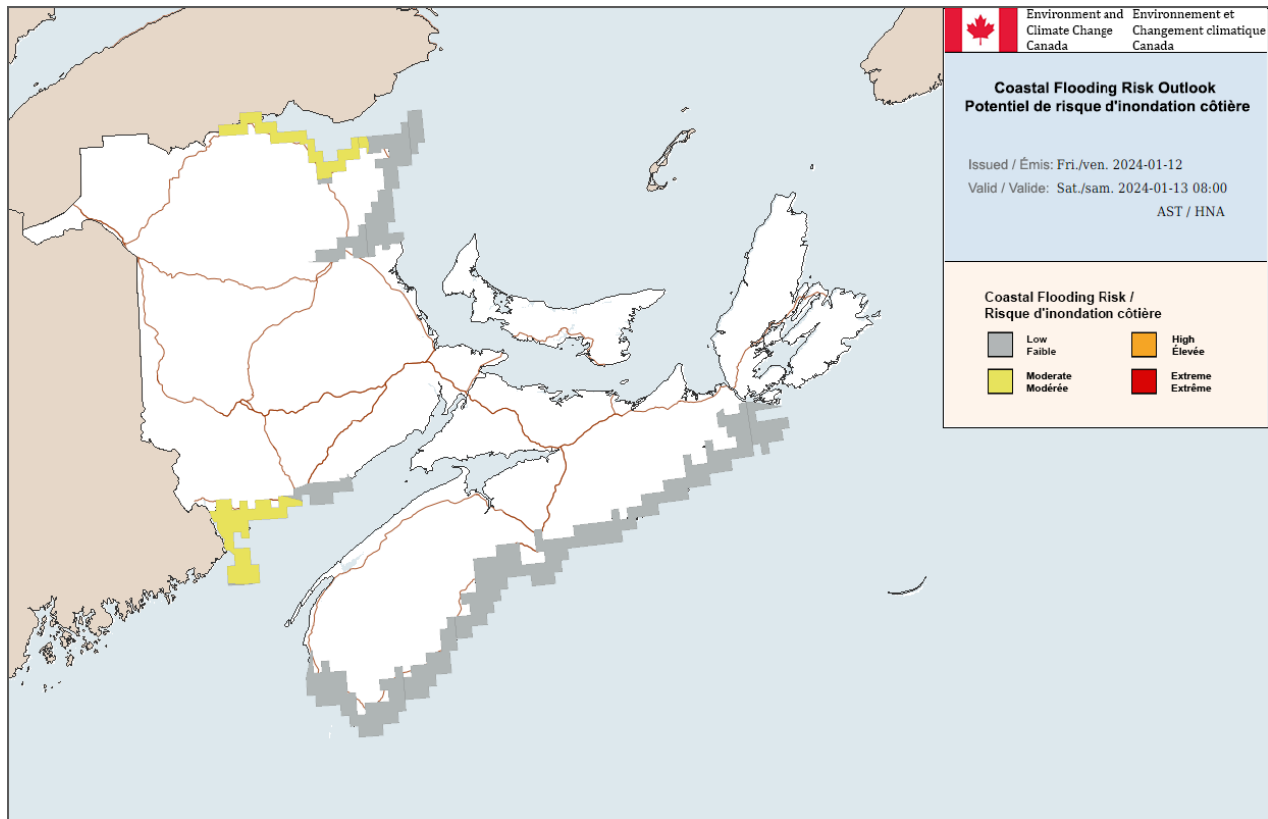 Environment and
Climate Change
Canada
Environnement et
Changement climatique
Canada
Coastal Flooding Risk Outlook
Potentiel de risque d'inondation côtière
Issued / Émis: Fri./ven. 2024-01-12
Valid / Valide: Sat./sam. 2024-01-13 08:00
AST / HNA
Coastal Flooding Risk /
Risque d'inondation côtière
Low
Faible
High
Élevée
Moderate
Modérée
Extreme
Extrême